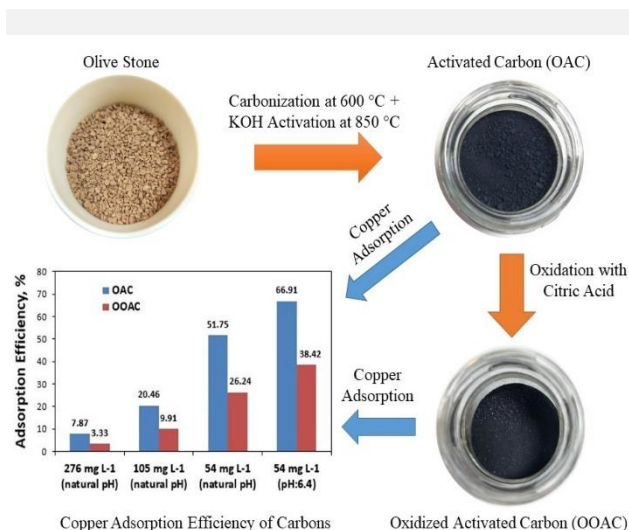 Olive Stone
Activated Carbon (OAC)
Carbonization at 600 °C +
KOH Activation at 850 °C
Copper
Adsorption
Oxidation with
Citric Acid
Adsorption Efficiency, %
80
70
60
50
40
30
20
10
0
OAC
OOAC
7.87
3.33
20.46
9.91
51.75
26.24
66.91
38.42
276 mg L-1
(natural pH)
105 mg L-1
(natural pH)
54 mg L-1
(natural pH)
54 mg L-1
(pH:6.4)
Copper
Adsorption
Copper Adsorption Efficiency of Carbons
Oxidized Activated Carbon (OOAC)